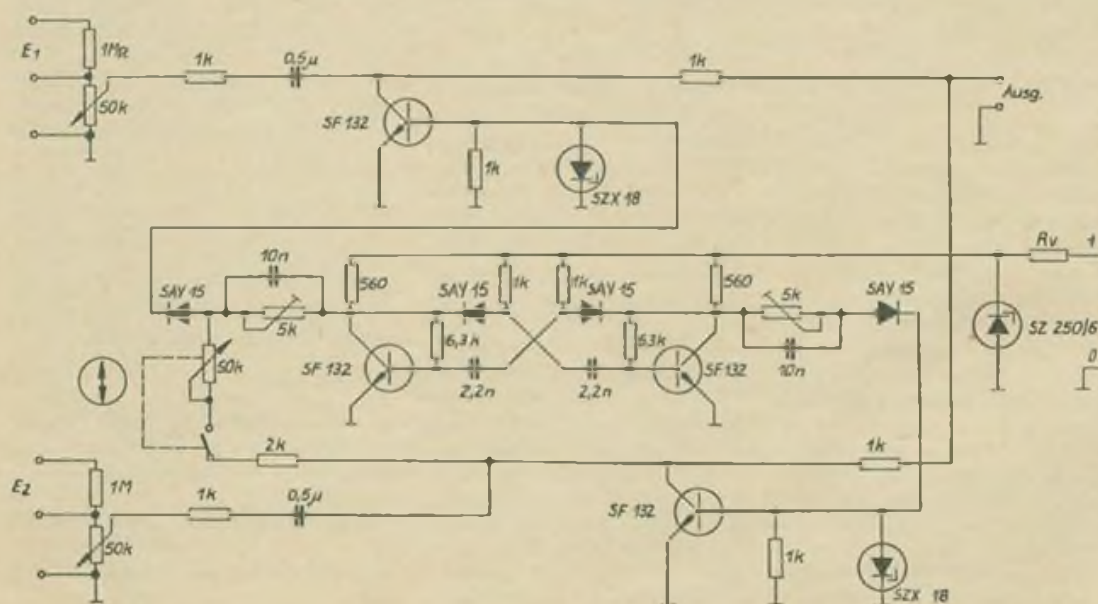 E1
1MΩ
50k
1k
0,5µ
1k
Ausg.
SF 132
1k
SZX 18
10n
SAY 15
5k
560
SAY 15
1k
1k
SAY 15
560
5k
SAY 15
Rv
SZ 250/6
0
50k
SF 132
6,3k
2,2n
2,2n
6,3k
SF 132
10n
2k
1k
E2
1M
50k
1k
0,5µ
SF 132
1k
SZX 18